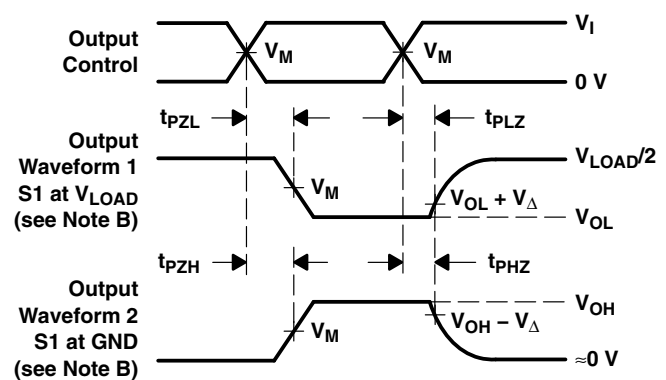 Output
Control
V_M
V_M
V_I
0 V
t_PZL
t_PLZ
Output
Waveform 1
S1 at V_LOAD
(see Note B)
V_M
V_LOAD/2
V_OL + V_Δ
V_OL
t_PZH
t_PHZ
Output
Waveform 2
S1 at GND
(see Note B)
V_M
V_OH
V_OH − V_Δ
≈0 V